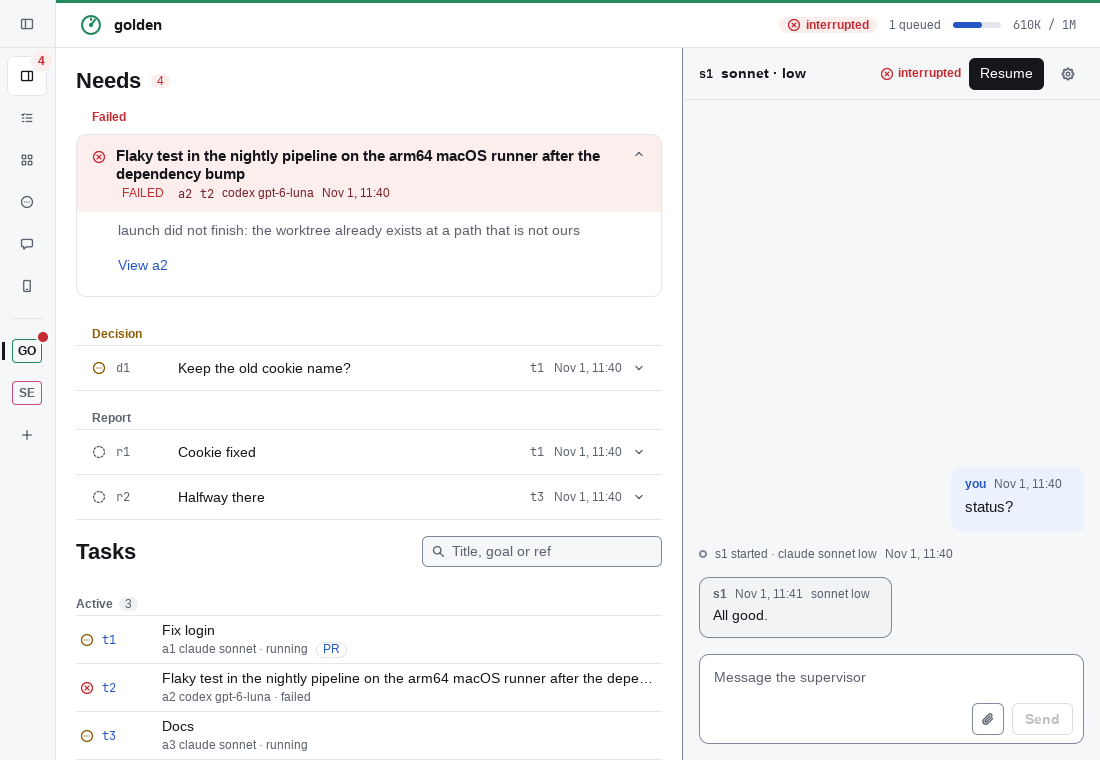 golden
interrupted
1 queued
610K / 1M
4
GO
SE
Needs 4
Failed
Flaky test in the nightly pipeline on the arm64 macOS runner after the
dependency bump
FAILED a2 t2 codex gpt-6-luna Nov 1, 11:40
launch did not finish: the worktree already exists at a path that is not ours
View a2
Decision
d1 Keep the old cookie name? t1 Nov 1, 11:40
Report
r1 Cookie fixed t1 Nov 1, 11:40
r2 Halfway there t3 Nov 1, 11:40
Tasks
Title, goal or ref
Active 3
t1 Fix login
a1 claude sonnet · running PR
t2 Flaky test in the nightly pipeline on the arm64 macOS runner after the depe…
a2 codex gpt-6-luna · failed
t3 Docs
a3 claude sonnet · running
s1 sonnet · low
interrupted
Resume
you Nov 1, 11:40
status?
s1 started · claude sonnet low Nov 1, 11:40
s1 Nov 1, 11:41 sonnet low
All good.
Message the supervisor
Send